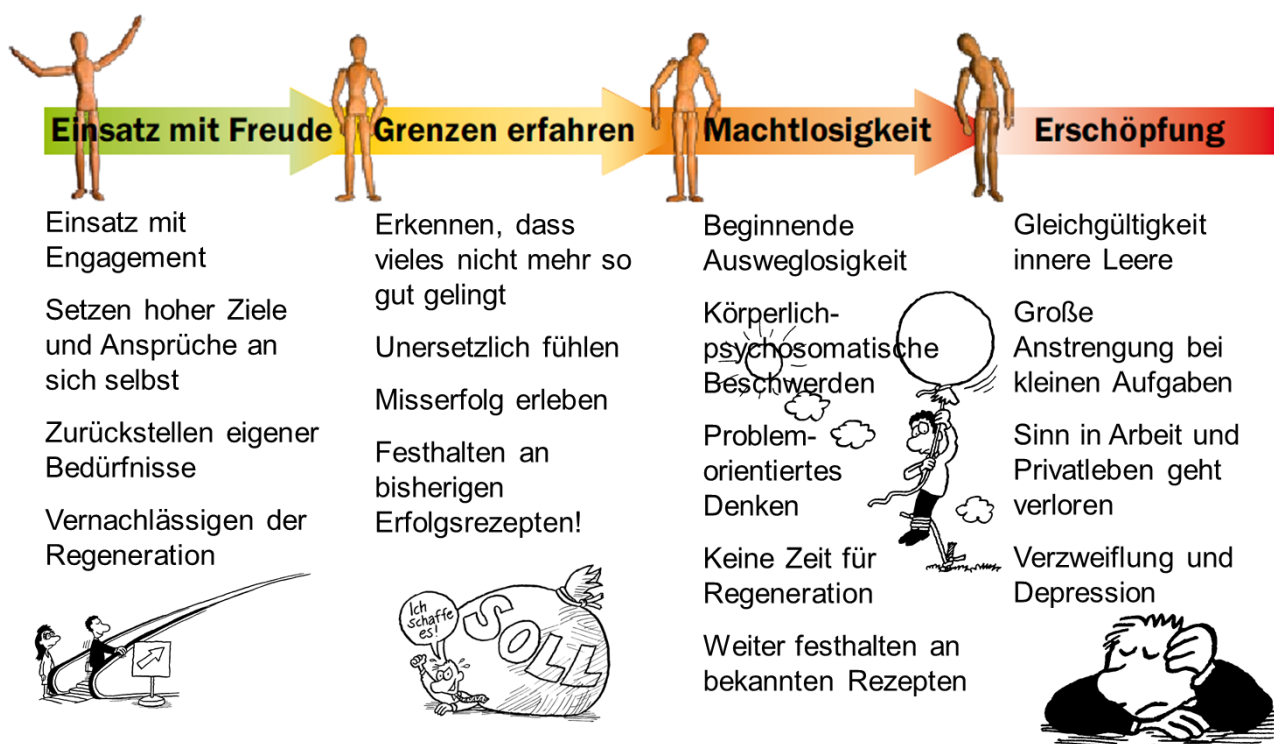 Einsatz mit Freude
Grenzen erfahren
Machtlosigkeit
Erschöpfung
Einsatz mit
Engagement
Setzen hoher Ziele
und Ansprüche an
sich selbst
Zurückstellen eigener
Bedürfnisse
Vernachlässigen der
Regeneration
Erkennen, dass
vieles nicht mehr so
gut gelingt
Unersetzlich fühlen
Misserfolg erleben
Festhalten an
bisherigen
Erfolgsrezepten!
Ich
schaffe
es!
SOLL
Beginnende
Ausweglosigkeit
Körperlich-
psychosomatische
Beschwerden
Problem-
orientiertes
Denken
Keine Zeit für
Regeneration
Weiter festhalten an
bekannten Rezepten
Gleichgültigkeit
innere Leere
Große
Anstrengung bei
kleinen Aufgaben
Sinn in Arbeit und
Privatleben geht
verloren
Verzweiflung und
Depression